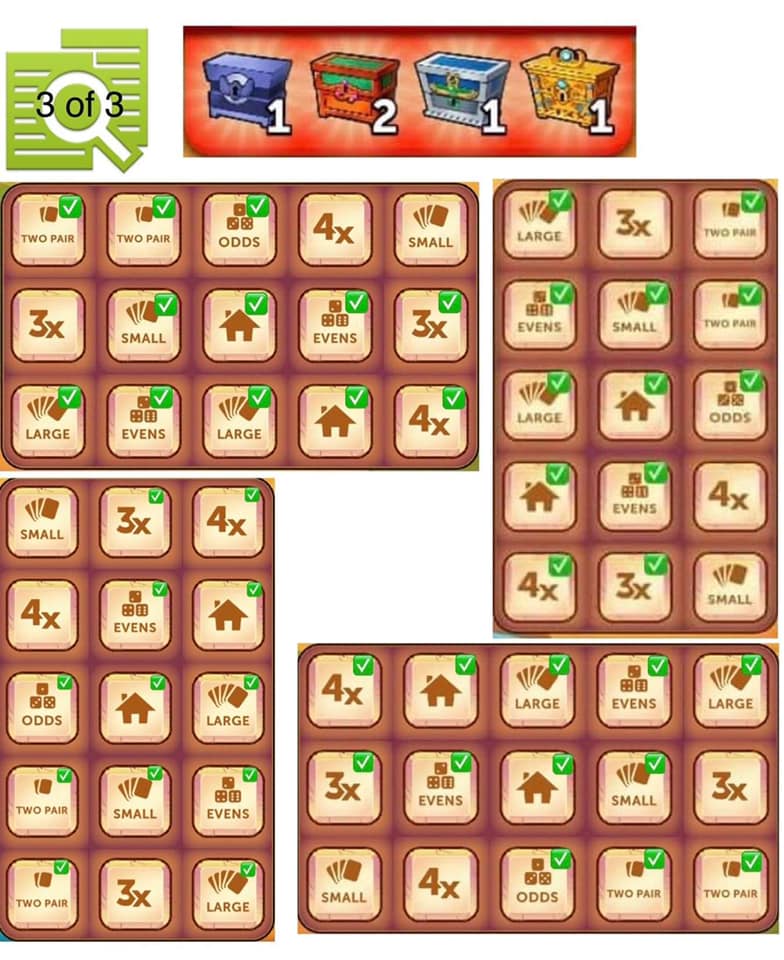 3 of 3
1 2 1 1
TWO PAIR TWO PAIR ODDS 4x SMALL
3x SMALL EVENS 3x
LARGE EVENS LARGE 4x
LARGE 3x TWO PAIR
EVENS SMALL TWO PAIR
LARGE ODDS
EVENS 4x
4x 3x SMALL
SMALL 3x 4x
4x EVENS
ODDS LARGE
TWO PAIR SMALL EVENS
TWO PAIR 3x LARGE
4x LARGE EVENS LARGE
3x EVENS SMALL 3x
SMALL 4x ODDS TWO PAIR TWO PAIR